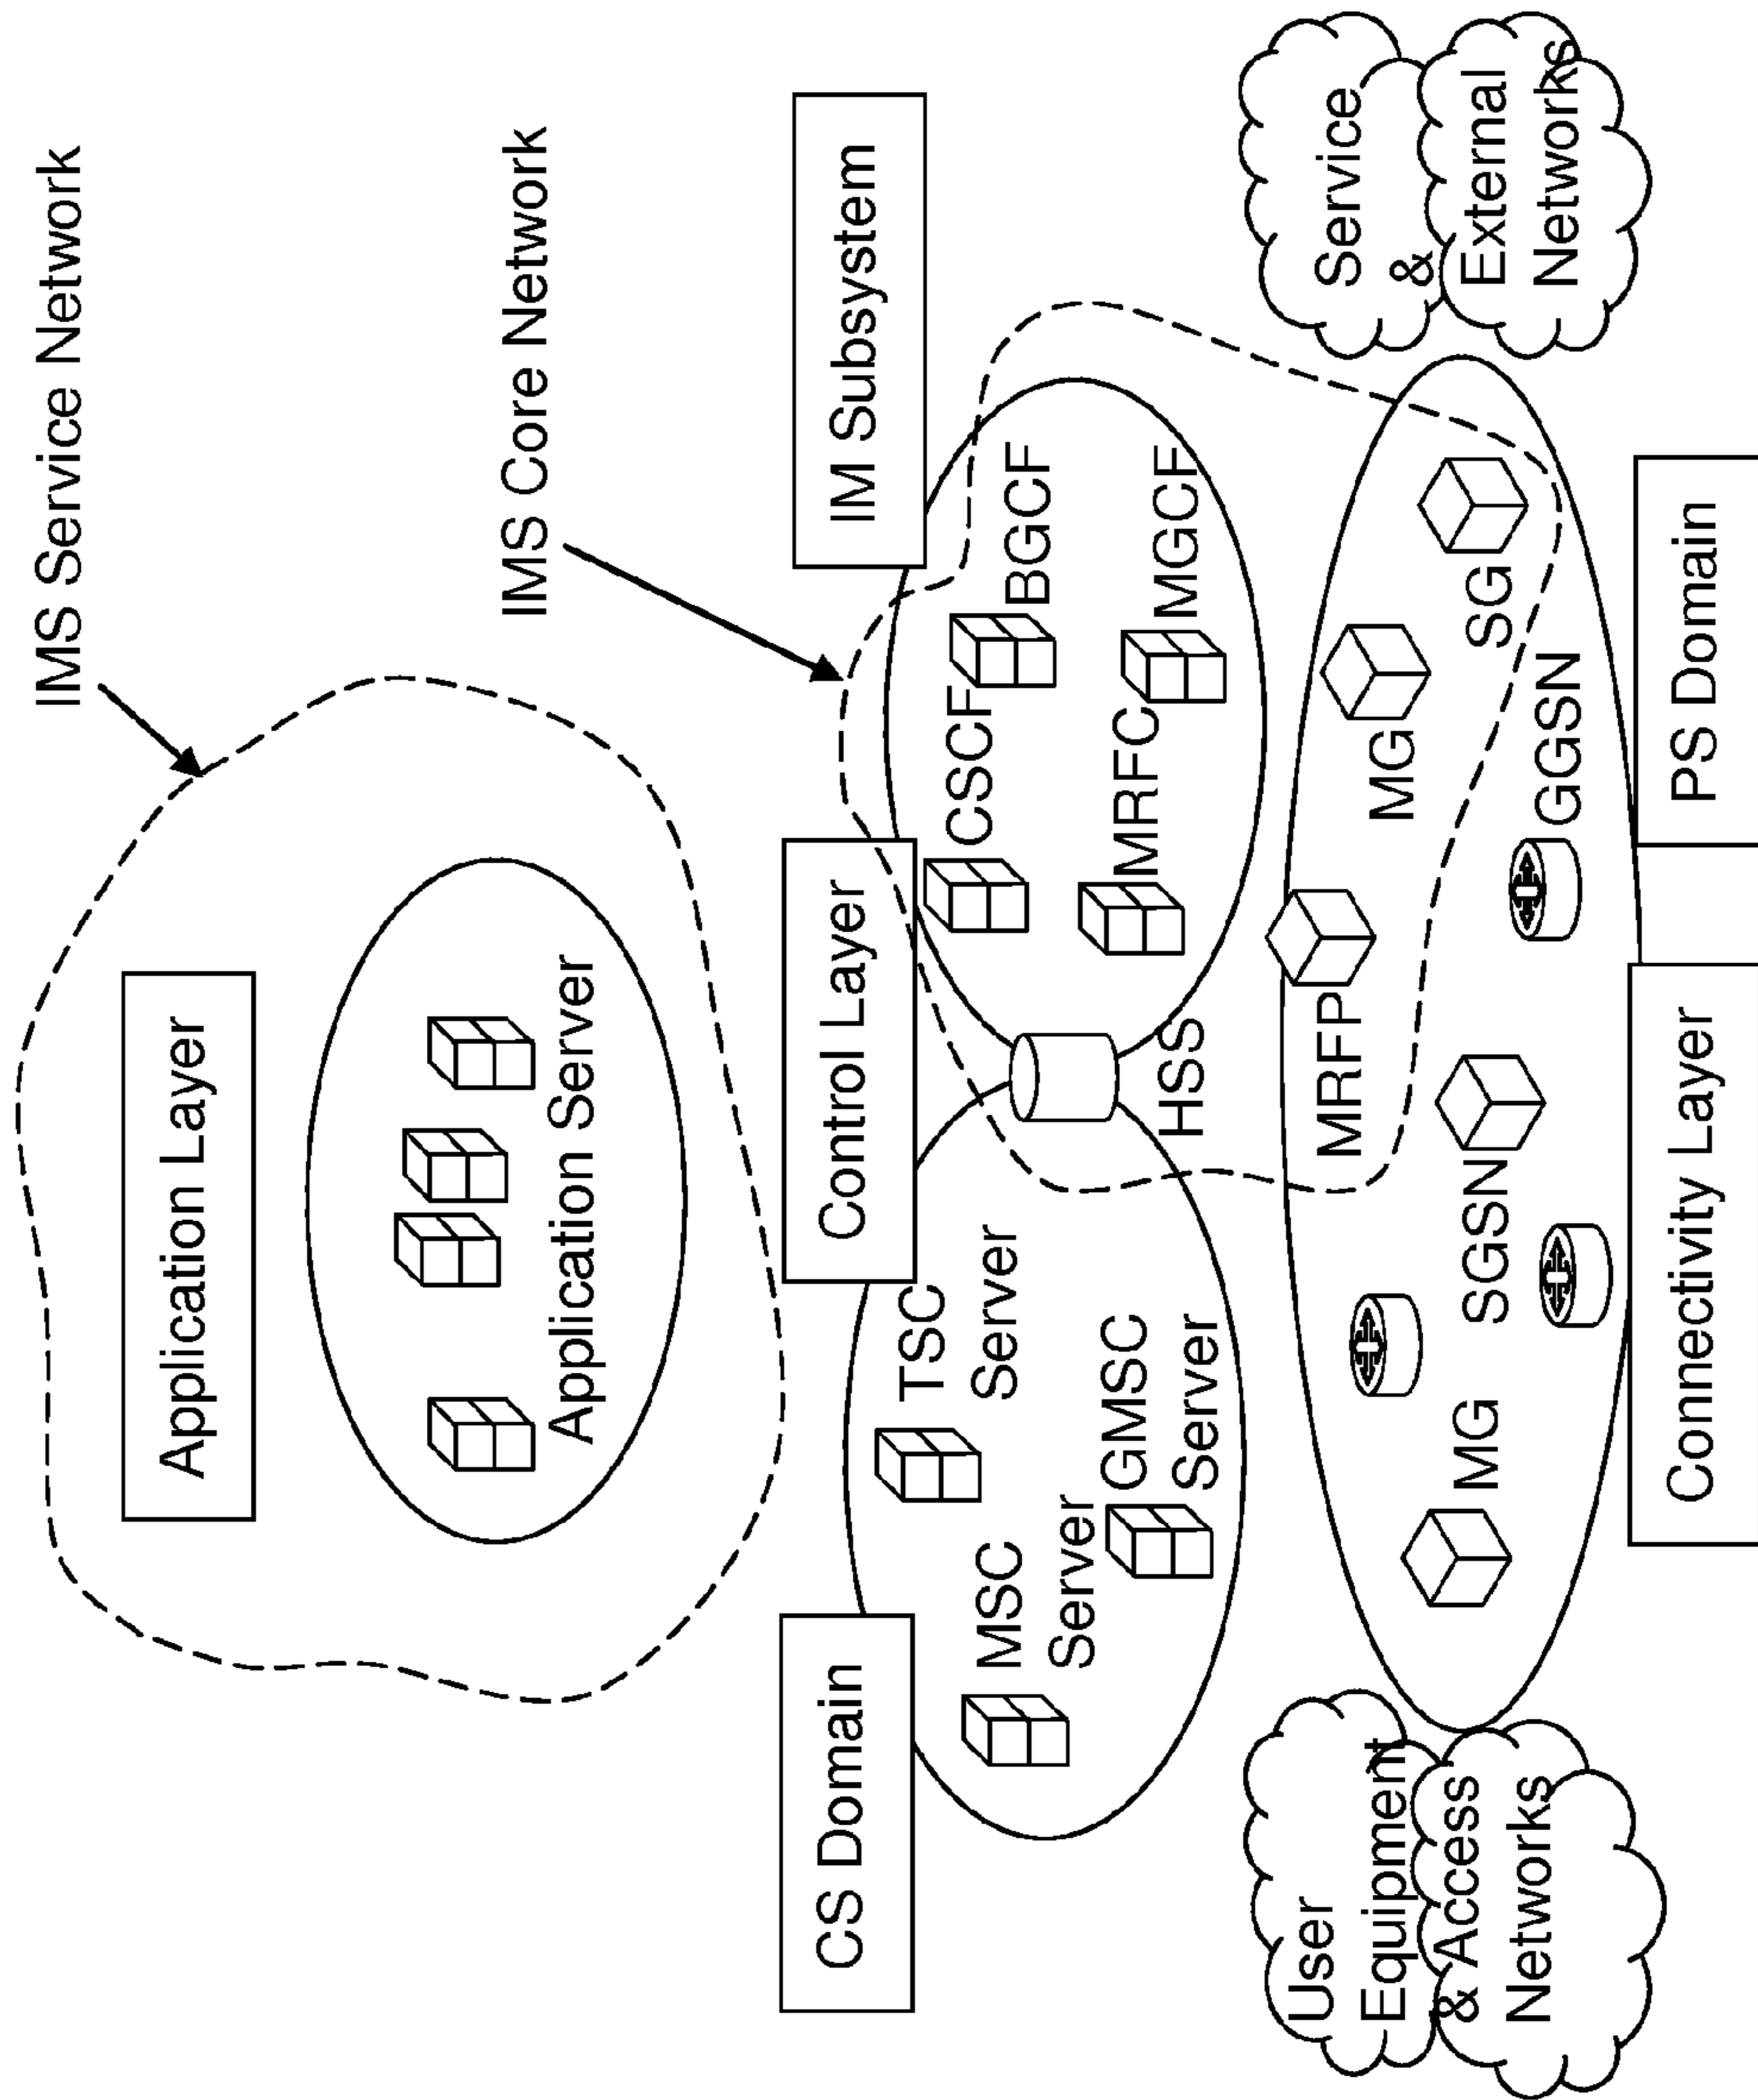 IMS Service Network
Application Layer
Application Server
IMS Core Network
CS Domain
Control Layer
IM Subsystem
TSC
Server
MSC
Server
GMSC
Server
CSCF
BGCF
MRFC
MGCF
HSS
User
Equipment
& Access
Networks
MRFP
MG
SG
MG
SGSN
GGSN
Service
&
External
Networks
Connectivity Layer
PS Domain